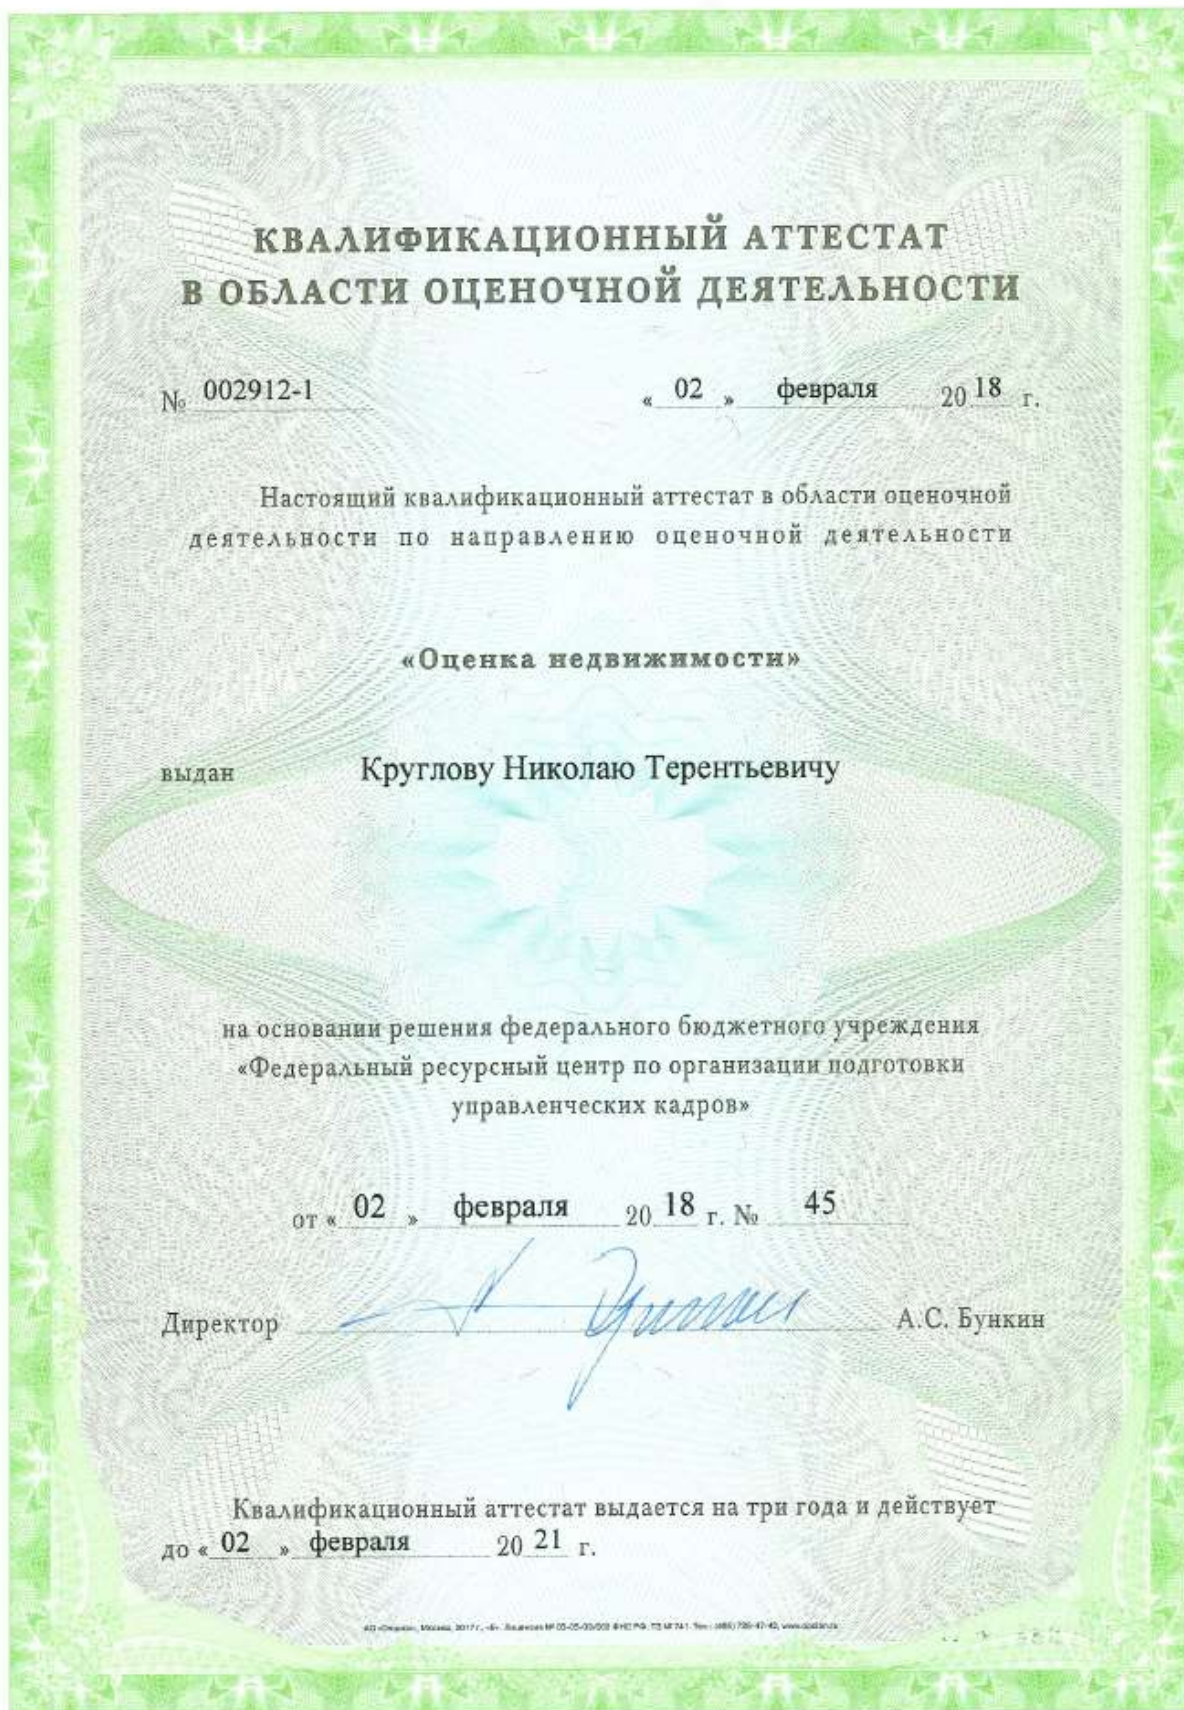 КВАЛИФИКАЦИОННЫЙ АТТЕСТАТ
В ОБЛАСТИ ОЦЕНОЧНОЙ ДЕЯТЕЛЬНОСТИ
№ 002912-1 « 02 » февраля 20 18 г.
Настоящий квалификационный аттестат в области оценочной
деятельности по направлению оценочной деятельности
«Оценка недвижимости»
выдан Круглову Николаю Терентьевичу
на основании решения федерального бюджетного учреждения
«Федеральный ресурсный центр по организации подготовки
управленческих кадров»
от « 02 » февраля 20 18 г. № 45
Директор А.С. Бункин
Квалификационный аттестат выдается на три года и действует
до « 02 » февраля 20 21 г.
Москва, 2017 г.